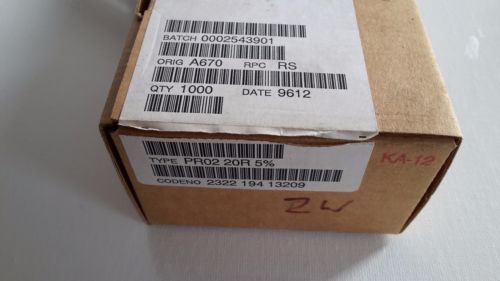 BATCH 0002543901
ORIG A670 RPC RS
QTY 1000 DATE 9612
TYPE PR02 20R 5%
KA-12
CODENO 2322 194 13209
2W